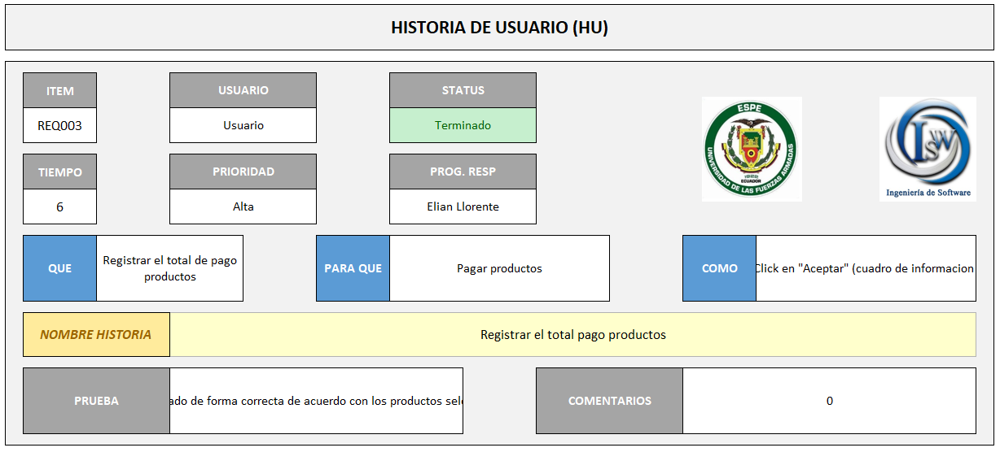 HISTORIA DE USUARIO (HU)
ITEM
USUARIO
STATUS
REQ003
Usuario
Terminado
TIEMPO
PRIORIDAD
PROG. RESP
6
Alta
Elian Llorente
ESPE
UNIVERSIDAD DE LAS FUERZAS ARMADAS
1922
ECUADOR
ISW
Ingeniería de Software
QUE
Registrar el total de pago
productos
PARA QUE
Pagar productos
COMO
Click en "Aceptar" (cuadro de informacion
NOMBRE HISTORIA
Registrar el total pago productos
PRUEBA
ado de forma correcta de acuerdo con los productos sel
COMENTARIOS
0